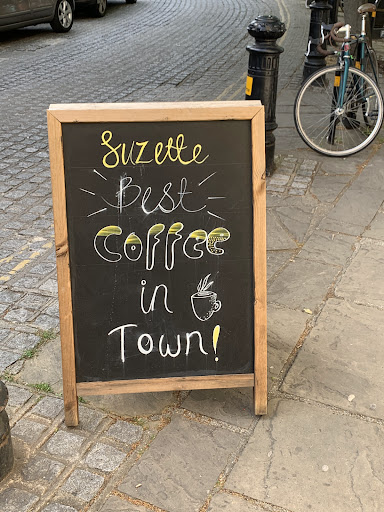 Suzette
Best
Coffee
in
Town!